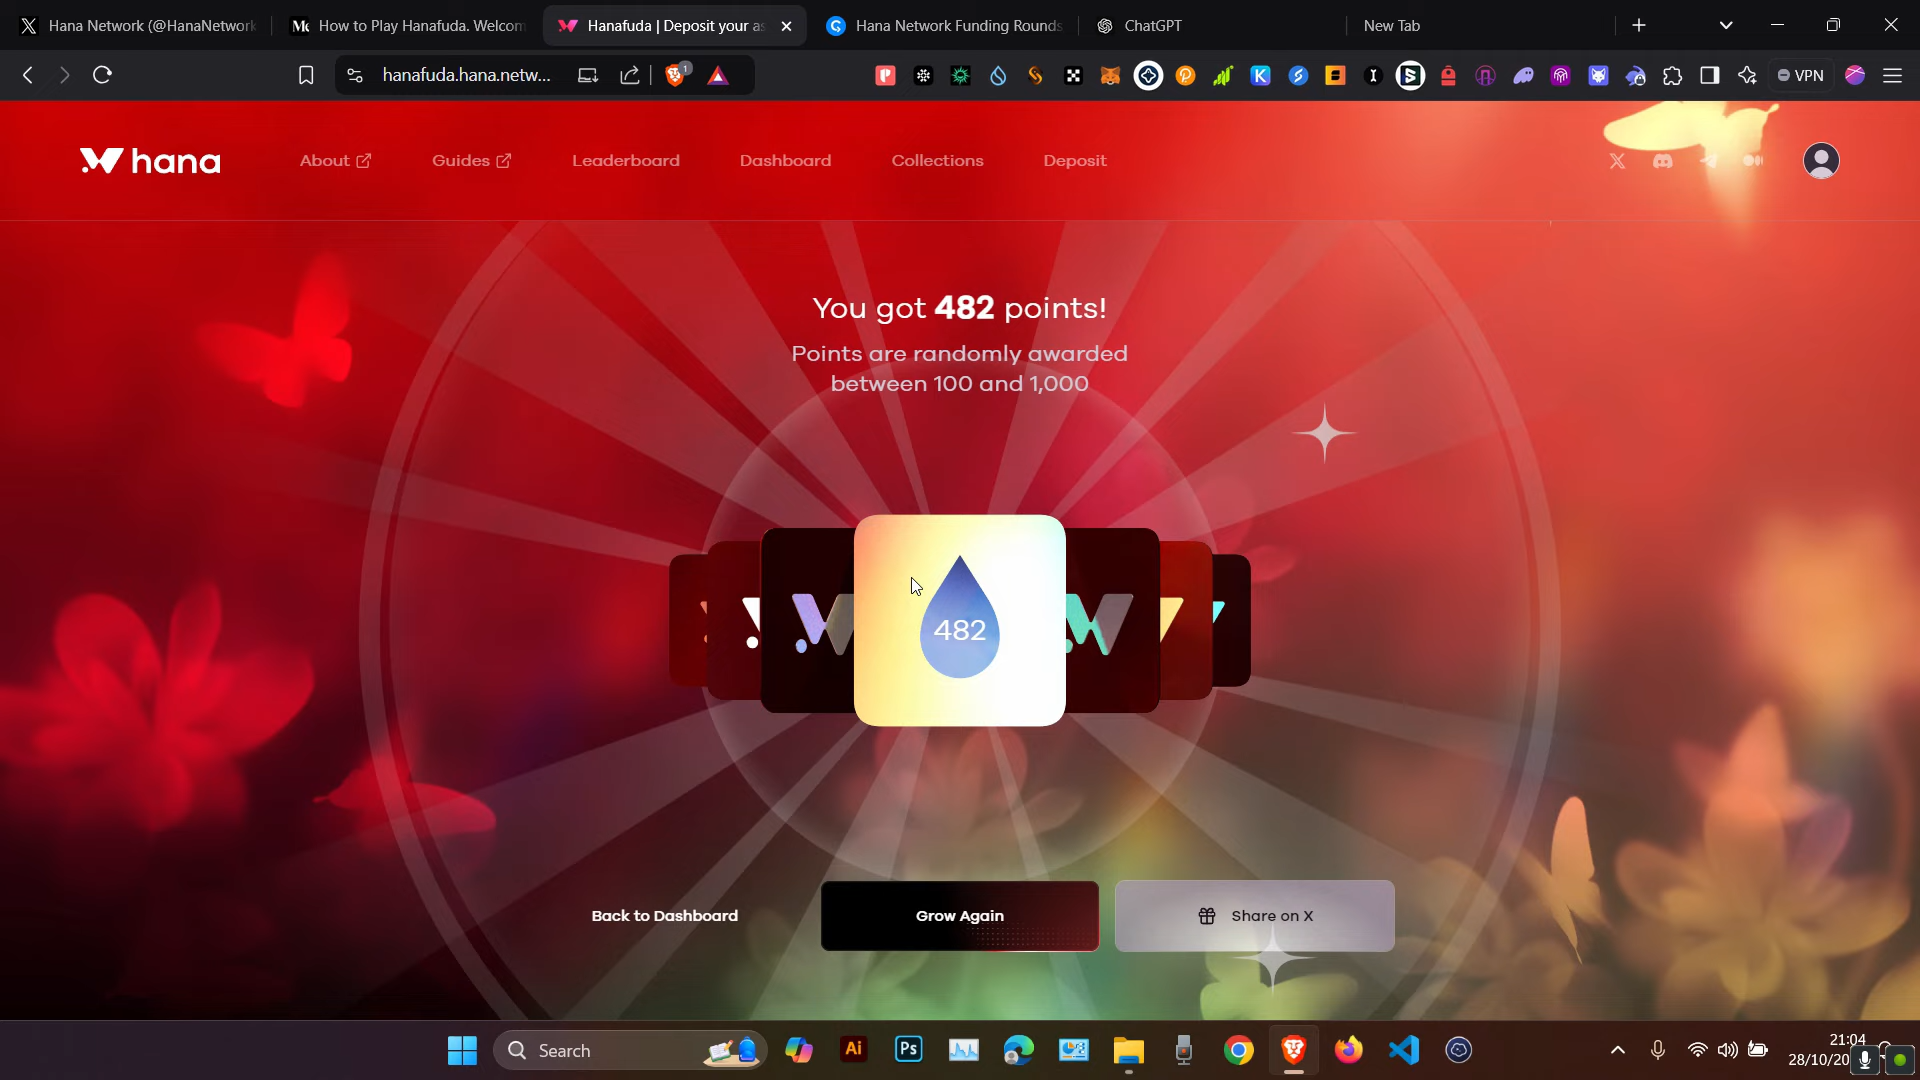 Hana Network (@HanaNetwork
How to Play Hanafuda. Welcom
Hanafuda | Deposit your as
Hana Network Funding Rounds
ChatGPT
New Tab
hanafuda.hana.netw...
1
VPN
hana
About
Guides
Leaderboard
Dashboard
Collections
Deposit
You got 482 points!
Points are randomly awarded
between 100 and 1,000
482
Back to Dashboard
Grow Again
Share on X
Search
Ai
Ps
21:04
28/10/20